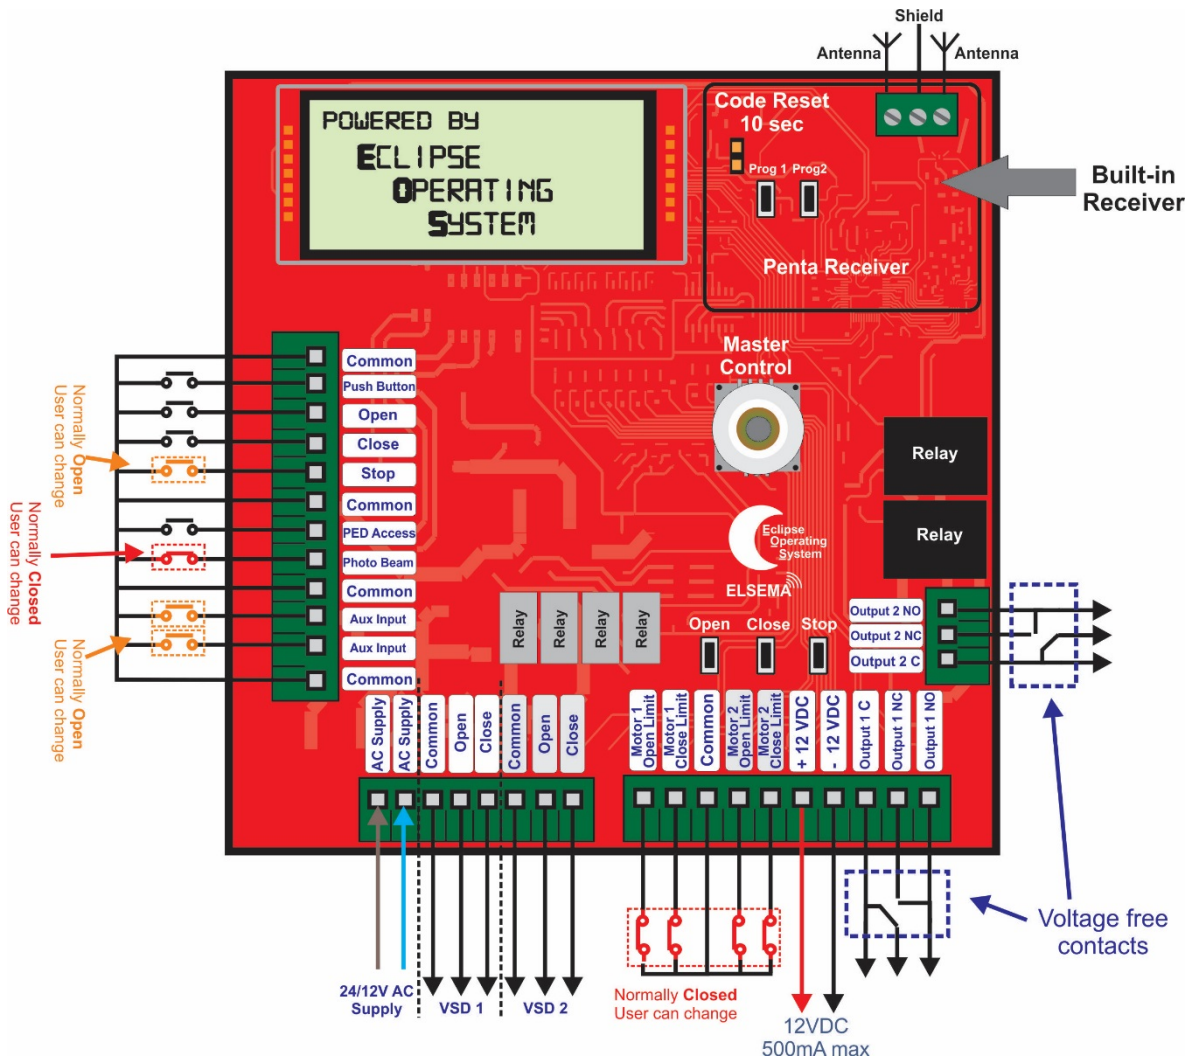 Shield
Antenna
Antenna
POWERED BY
ECLIPSE
OPERATING
SYSTEM
Code Reset
10 sec
Prog 1
Prog2
Penta Receiver
Built-in
Receiver
Master
Control
Common
Push Button
Open
Close
Stop
Common
PED Access
Photo Beam
Common
Aux Input
Aux Input
Common
Normally Open
User can change
Normally Closed
User can change
Normally Open
User can change
Relay
Relay
Eclipse
Operating
System
ELSEMA
Relay
Relay
Relay
Relay
Open
Close
Stop
Output 2 NO
Output 2 NC
Output 2 C
AC Supply
AC Supply
Common
Open
Close
Common
Open
Close
Motor 1
Open Limit
Motor 1
Close Limit
Common
Motor 2
Open Limit
Motor 2
Close Limit
+ 12 VDC
- 12 VDC
Output 1 C
Output 1 NC
Output 1 NO
24/12V AC
Supply
VSD 1
VSD 2
Normally Closed
User can change
12VDC
500mA max
Voltage free
contacts